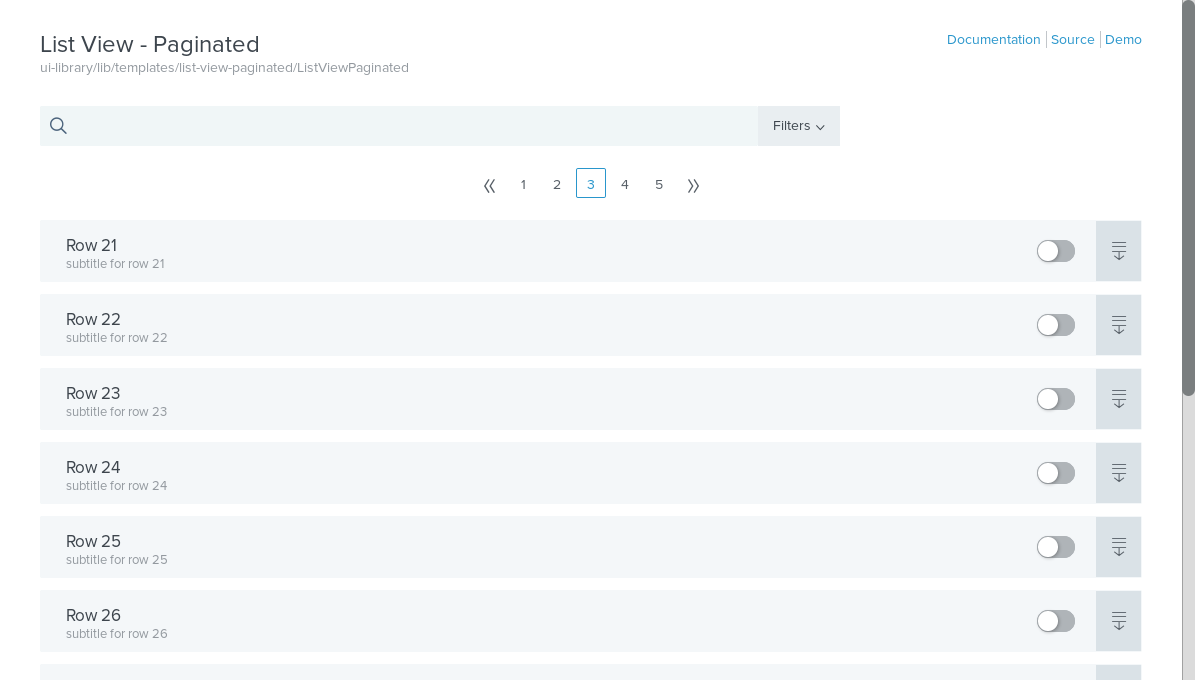 List View - Paginated
Documentation
Source
Demo
ui-library/lib/templates/list-view-paginated/ListViewPaginated
Filters
1 2 3 4 5
Row 21
subtitle for row 21
Row 22
subtitle for row 22
Row 23
subtitle for row 23
Row 24
subtitle for row 24
Row 25
subtitle for row 25
Row 26
subtitle for row 26